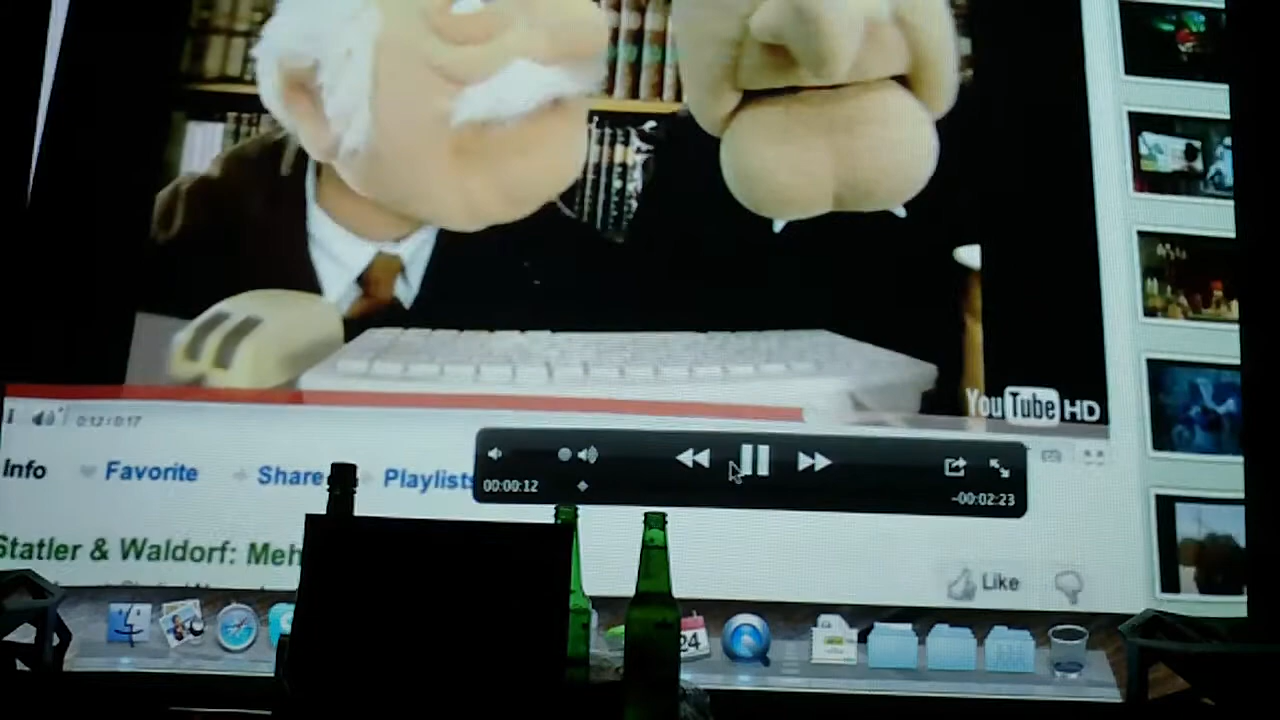 YouTube HD
0:12 / 0:17
Info Favorite Share Playlists
00:00:12
-00:02:23
Statler & Waldorf: Meh
Like
24